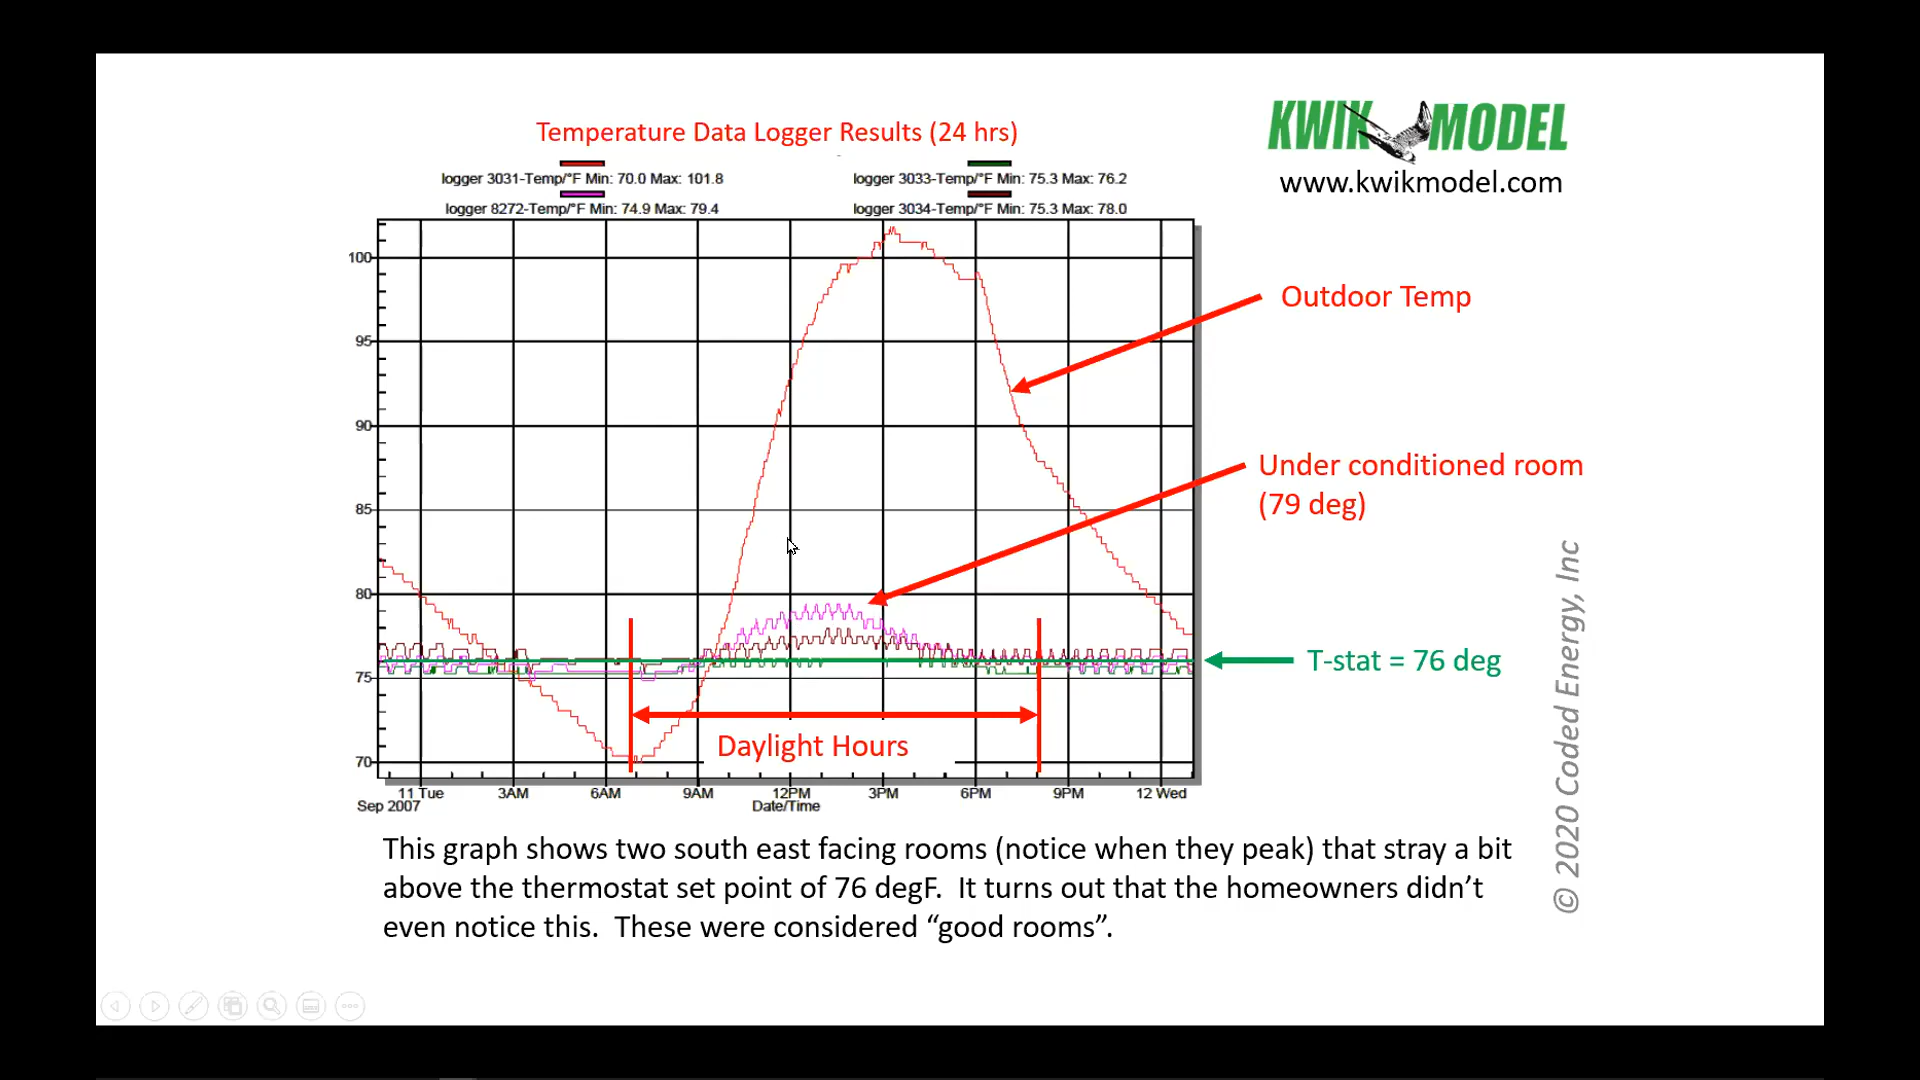 KWIK MODEL
www.kwikmodel.com
Temperature Data Logger Results (24 hrs)
logger 3031-Temp/°F Min: 70.0 Max: 101.8
logger 3033-Temp/°F Min: 75.3 Max: 76.2
logger 8272-Temp/°F Min: 74.9 Max: 79.4
logger 3034-Temp/°F Min: 75.3 Max: 78.0
100
95
90
85
80
75
70
Outdoor Temp
Under conditioned room
(79 deg)
T-stat = 76 deg
Daylight Hours
11 Tue 3AM 6AM 9AM 12PM 3PM 6PM 9PM 12 Wed
Sep 2007
Date/Time
This graph shows two south east facing rooms (notice when they peak) that stray a bit
above the thermostat set point of 76 degF. It turns out that the homeowners didn’t
even notice this. These were considered “good rooms”.
© 2020 Coded Energy, Inc